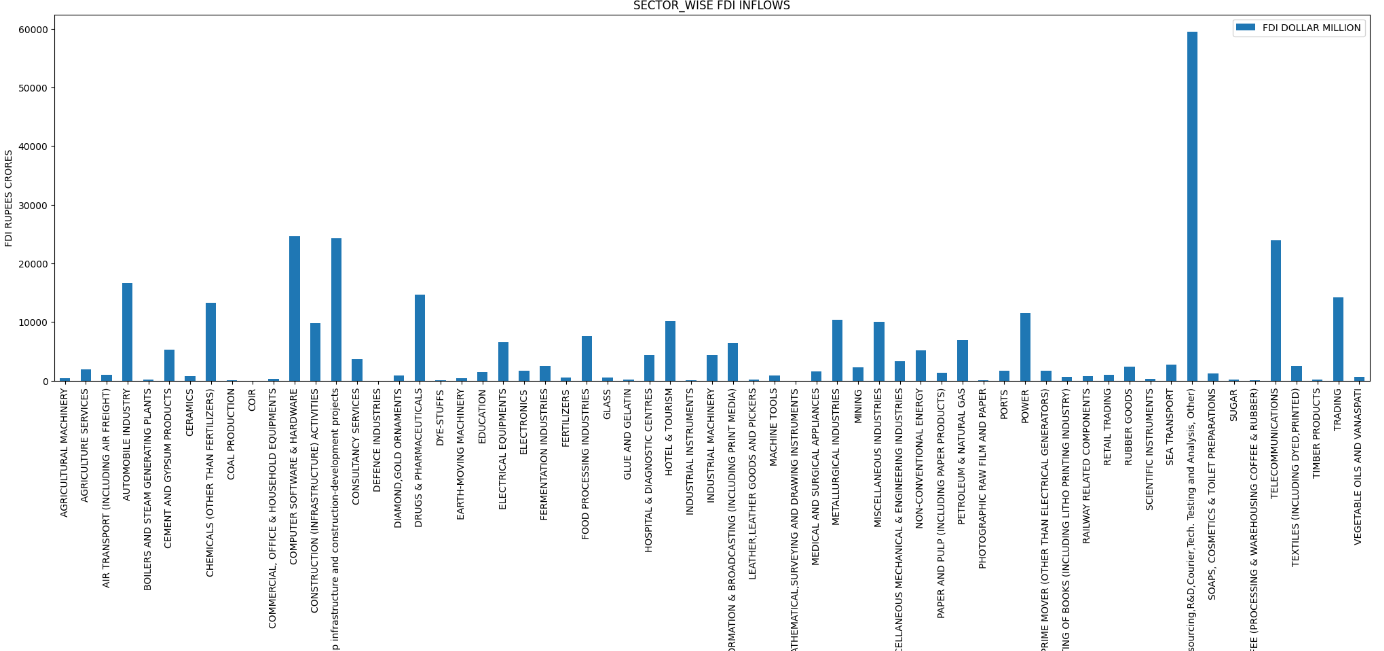 SECTOR_WISE FDI INFLOWS
FDI DOLLAR MILLION
FDI RUPEES CRORES
60000
50000
40000
30000
20000
10000
0
AGRICULTURAL MACHINERY
AGRICULTURE SERVICES
AIR TRANSPORT (INCLUDING AIR FREIGHT)
AUTOMOBILE INDUSTRY
BOILERS AND STEAM GENERATING PLANTS
CEMENT AND GYPSUM PRODUCTS
CERAMICS
CHEMICALS (OTHER THAN FERTILIZERS)
COAL PRODUCTION
COIR
COMMERCIAL, OFFICE & HOUSEHOLD EQUIPMENTS
COMPUTER SOFTWARE & HARDWARE
CONSTRUCTION (INFRASTRUCTURE) ACTIVITIES
p infrastructure and construction-development projects
CONSULTANCY SERVICES
DEFENCE INDUSTRIES
DIAMOND,GOLD ORNAMENTS
DRUGS & PHARMACEUTICALS
DYE-STUFFS
EARTH-MOVING MACHINERY
EDUCATION
ELECTRICAL EQUIPMENTS
ELECTRONICS
FERMENTATION INDUSTRIES
FERTILIZERS
FOOD PROCESSING INDUSTRIES
GLASS
GLUE AND GELATIN
HOSPITAL & DIAGNOSTIC CENTRES
HOTEL & TOURISM
INDUSTRIAL INSTRUMENTS
INDUSTRIAL MACHINERY
ORMATION & BROADCASTING (INCLUDING PRINT MEDIA)
LEATHER,LEATHER GOODS AND PICKERS
MACHINE TOOLS
ATHEMATICAL,SURVEYING AND DRAWING INSTRUMENTS
MEDICAL AND SURGICAL APPLIANCES
METALLURGICAL INDUSTRIES
MINING
MISCELLANEOUS INDUSTRIES
CELLANEOUS MECHANICAL & ENGINEERING INDUSTRIES
NON-CONVENTIONAL ENERGY
PAPER AND PULP (INCLUDING PAPER PRODUCTS)
PETROLEUM & NATURAL GAS
PHOTOGRAPHIC RAW FILM AND PAPER
PORTS
POWER
PRIME MOVER (OTHER THAN ELECTRICAL GENERATORS)
TING OF BOOKS (INCLUDING LITHO PRINTING INDUSTRY)
RAILWAY RELATED COMPONENTS
RETAIL TRADING
RUBBER GOODS
SCIENTIFIC INSTRUMENTS
SEA TRANSPORT
sourcing,R&D,Courier,Tech. Testing and Analysis, Other)
SOAPS, COSMETICS & TOILET PREPARATIONS
SUGAR
FEE (PROCESSING & WAREHOUSING COFFEE & RUBBER)
TELECOMMUNICATIONS
TEXTILES (INCLUDING DYED,PRINTED)
TIMBER PRODUCTS
TRADING
VEGETABLE OILS AND VANASPATI